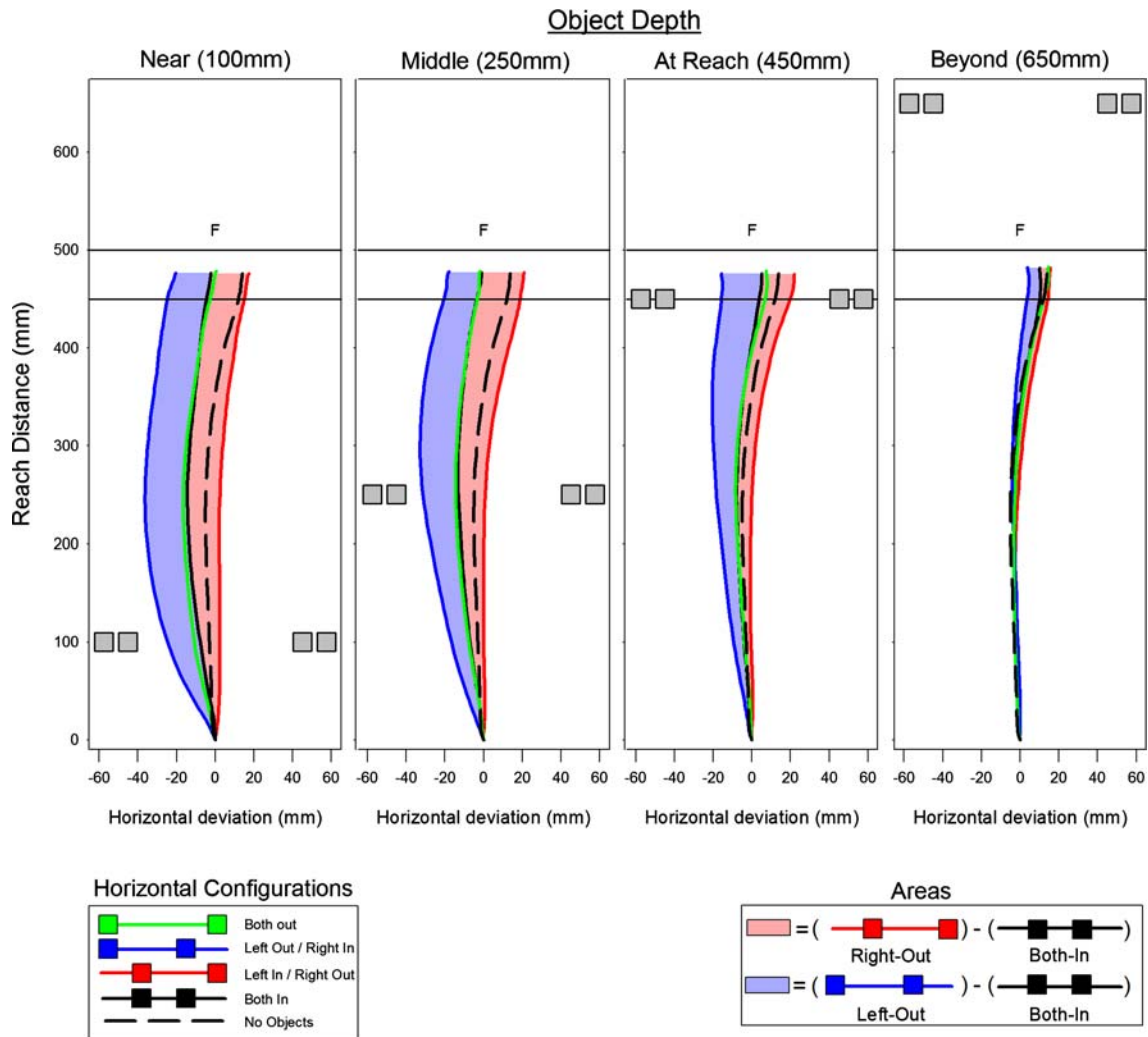 Object Depth
Near (100mm) Middle (250mm) At Reach (450mm) Beyond (650mm)
Reach Distance (mm)
600
500
400
300
200
100
0
F F F F
-60 -40 -20 0 20 40 60 -60 -40 -20 0 20 40 60 -60 -40 -20 0 20 40 60 -60 -40 -20 0 20 40 60
Horizontal deviation (mm) Horizontal deviation (mm) Horizontal deviation (mm) Horizontal deviation (mm)
Horizontal Configurations
Both out
Left Out / Right In
Left In / Right Out
Both In
No Objects
Areas
= ( ) - ( )
Right-Out Both-In
= ( ) - ( )
Left-Out Both-In